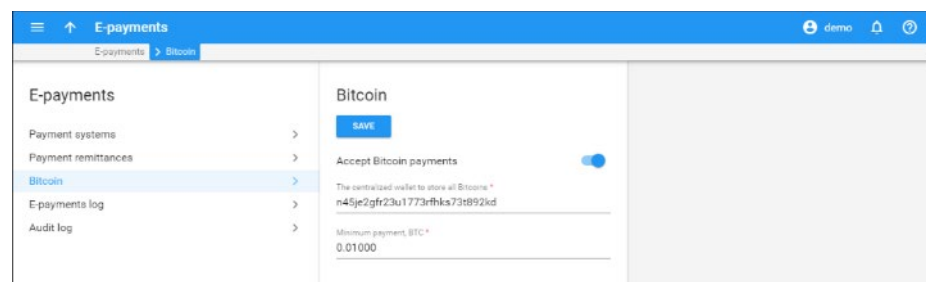 E-payments
demo
E-payments
Bitcoin
E-payments
Payment systems
Payment remittances
Bitcoin
E-payments log
Audit log
Bitcoin
SAVE
Accept Bitcoin payments
The centralized wallet to store all Bitcoins *
n45je2gfr23u1773rfhks73t892kd
Minimum payment, BTC *
0.01000